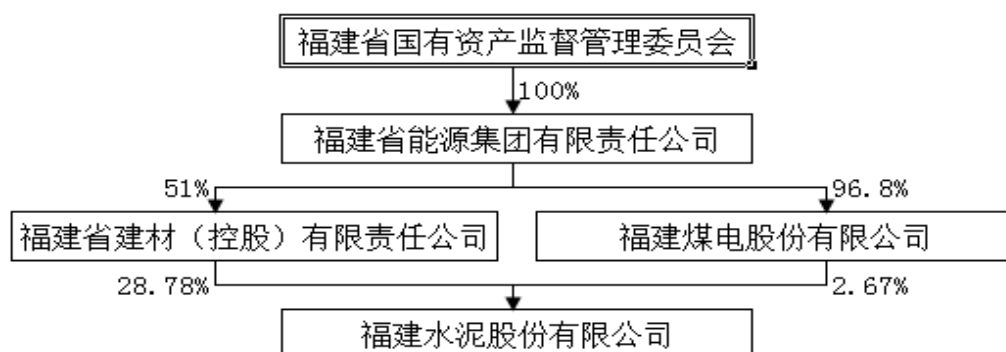 福建省国有资产监督管理委员会
100%
福建省能源集团有限责任公司
51%
96.8%
福建省建材（控股）有限责任公司
福建煤电股份有限公司
28.78%
2.67%
福建水泥股份有限公司